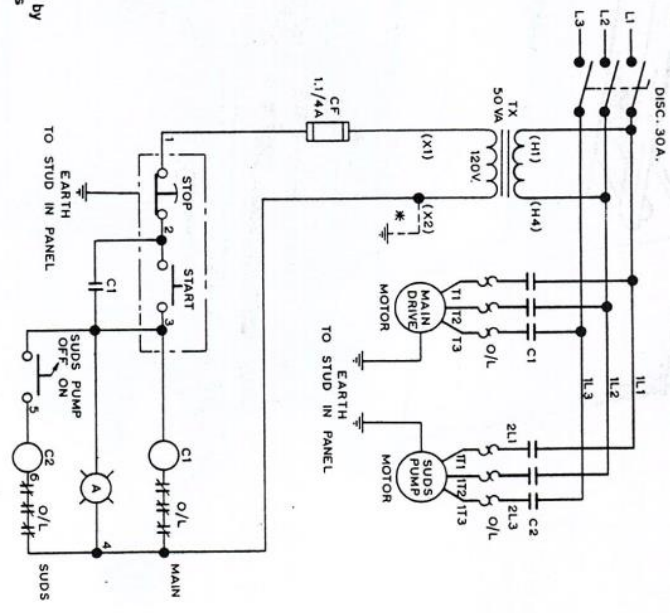 by
s
DISC. 30A.
L1
L2
L3
TX
50 VA
(H1)
(H4)
120V.
(X1)
(X2)
*
CF
1.1/4A
1L1
1L2
1L3
C1
O/L
T1
T2
T3
MAIN
DRIVE
MOTOR
2L1
C2
2L3
O/L
1T1
1T2
1T3
SUDS
PUMP
MOTOR
EARTH
TO STUD IN PANEL
1
STOP
2
START
3
EARTH
TO STUD IN PANEL
C1
C1
O/L
MAIN
A
4
SUDS PUMP
OFF ON
5
C2
6
O/L
SUDS